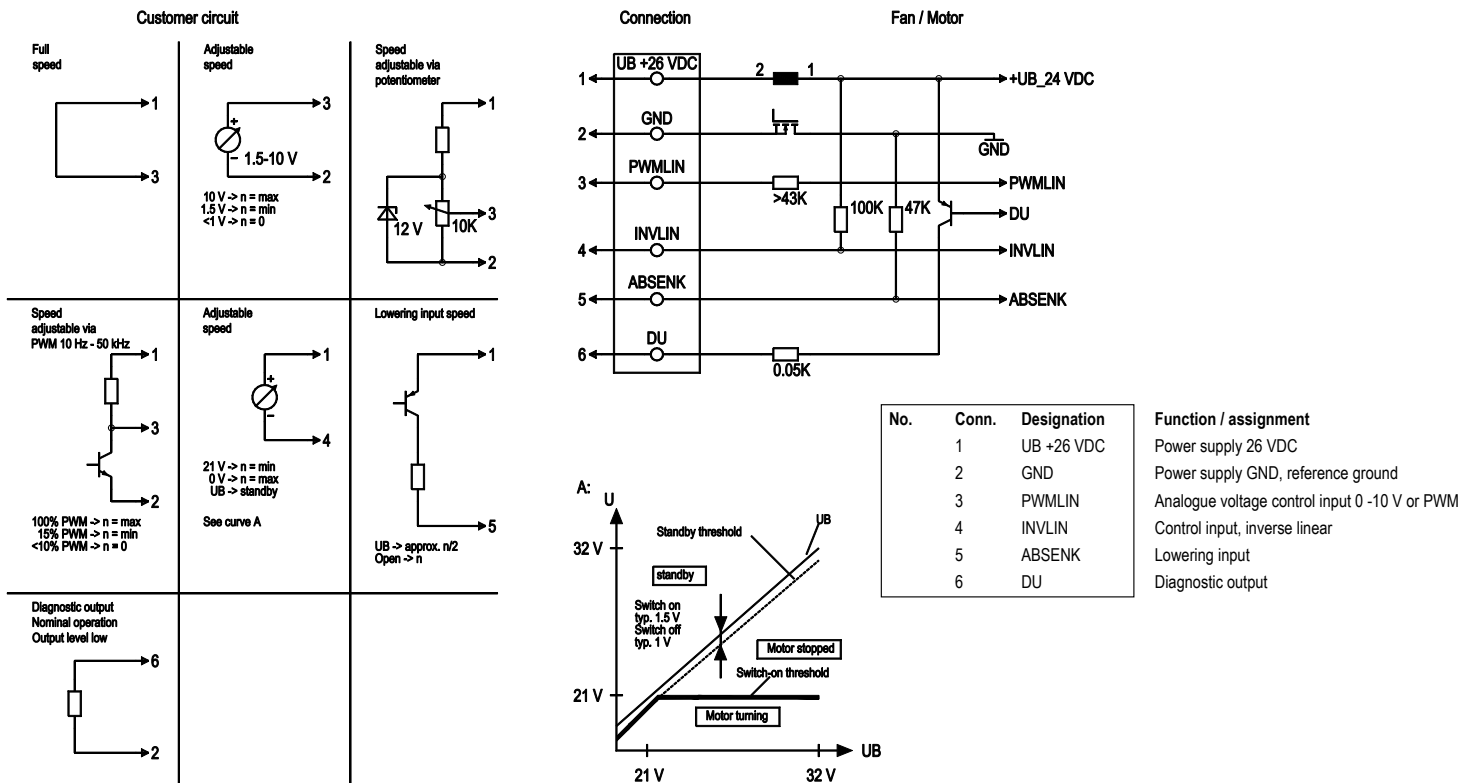 Customer circuit
Full
speed
1
3
Adjustable
speed
3
+
–
1.5-10 V
2
10 V -> n = max
1.5 V -> n = min
<1 V -> n = 0
Speed
adjustable via
potentiometer
1
12 V
10K
3
2
Speed
adjustable via
PWM 10 Hz - 50 kHz
1
3
2
100% PWM -> n = max
15% PWM -> n = min
<10% PWM -> n = 0
Adjustable
speed
1
+
–
4
21 V -> n = min
0 V -> n = max
UB -> standby
See curve A
Lowering input speed
1
5
UB -> approx. n/2
Open -> n
Diagnostic output
Nominal operation
Output level low
6
2
Connection
Fan / Motor
1 UB +26 VDC 2 1 +UB_24 VDC
2 GND GND
3 PWMLIN >43K PWMLIN
100K 47K DU
4 INVLIN INVLIN
5 ABSENK ABSENK
6 DU 0.05K
No. Conn. Designation Function / assignment
1 UB +26 VDC Power supply 26 VDC
2 GND Power supply GND, reference ground
3 PWMLIN Analogue voltage control input 0 -10 V or PWM
4 INVLIN Control input, inverse linear
5 ABSENK Lowering input
6 DU Diagnostic output
A:
U
UB
Standby threshold
32 V
standby
Switch on
typ. 1.5 V
Switch off
typ. 1 V
Motor stopped
Switch-on threshold
21 V
Motor turning
UB
21 V 32 V